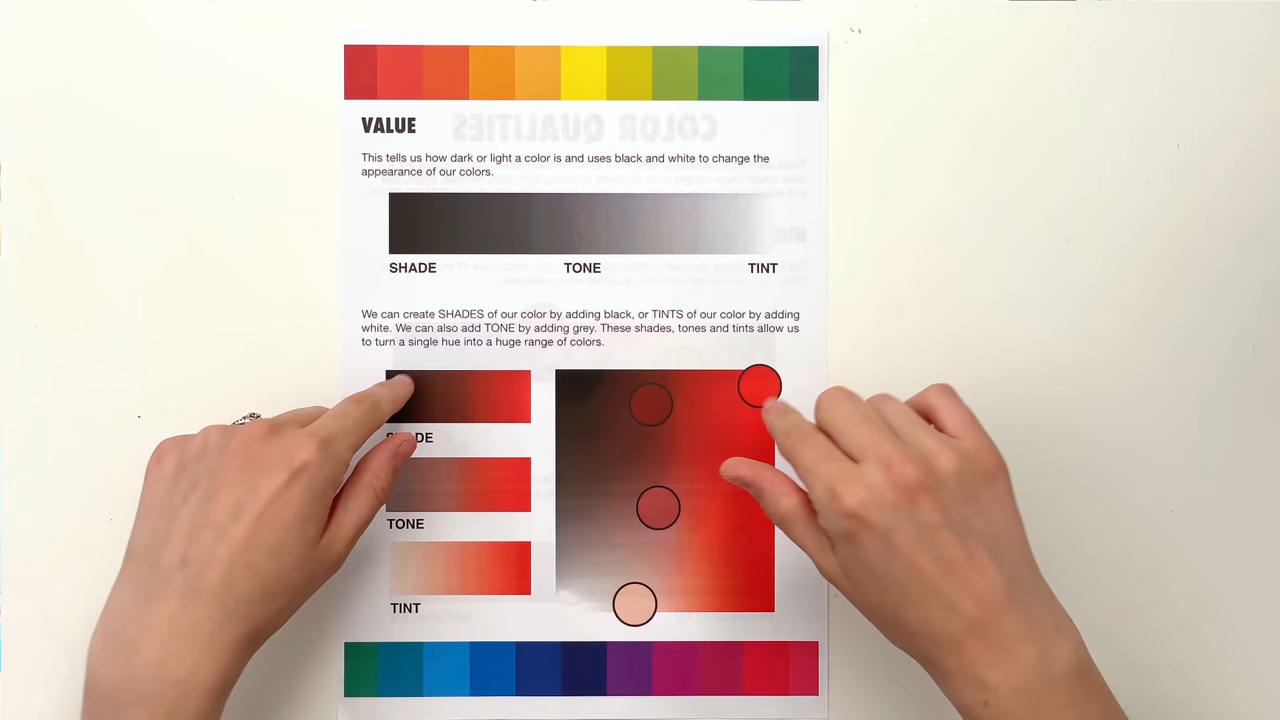 COLOR QUALITIES
VALUE
This tells us how dark or light a color is and uses black and white to change the
appearance of our colors.
SHADE
TONE
TINT
We can create SHADES of our color by adding black, or TINTS of our color by adding
white. We can also add TONE by adding grey. These shades, tones and tints allow us
to turn a single hue into a huge range of colors.
SHADE
TONE
TINT